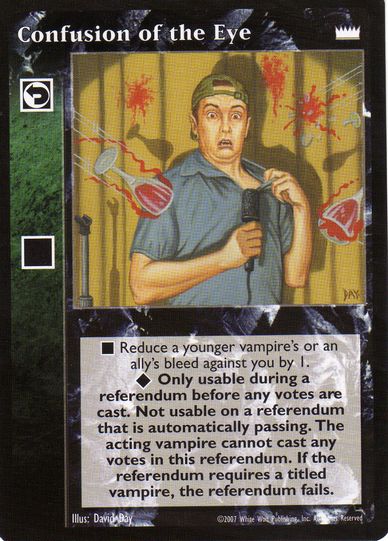 Confusion of the Eye
DAY
Reduce a younger vampire's or an
ally's bleed against you by 1.
Only usable during a
referendum before any votes are
cast. Not usable on a referendum
that is automatically passing. The
acting vampire cannot cast any
votes in this referendum. If the
referendum requires a titled
vampire, the referendum fails.
Illus: David Day
©2007 White Wolf Publishing, Inc. All Rights Reserved